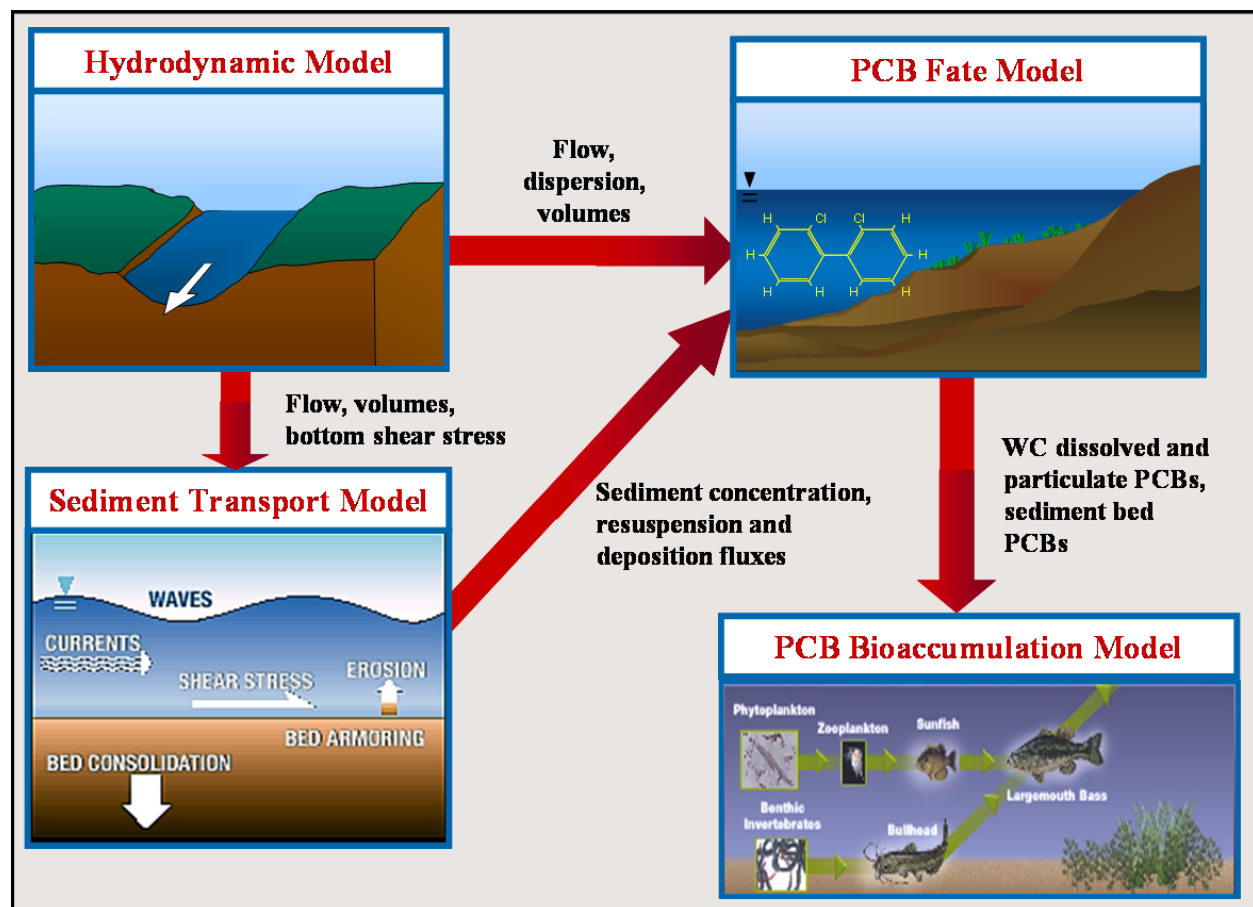 Hydrodynamic Model
PCB Fate Model
Flow,
dispersion,
volumes
H Cl Cl H
H H
H H H H
Flow, volumes,
bottom shear stress
Sediment Transport Model
WAVES
CURRENTS
SHEAR STRESS
EROSION
BED ARMORING
BED CONSOLIDATION
Sediment concentration,
resuspension and
deposition fluxes
WC dissolved and
particulate PCBs,
sediment bed
PCBs
PCB Bioaccumulation Model
Phytoplankton
Zooplankton
Sunfish
Largemouth Bass
Benthic
Invertebrates
Bullhead